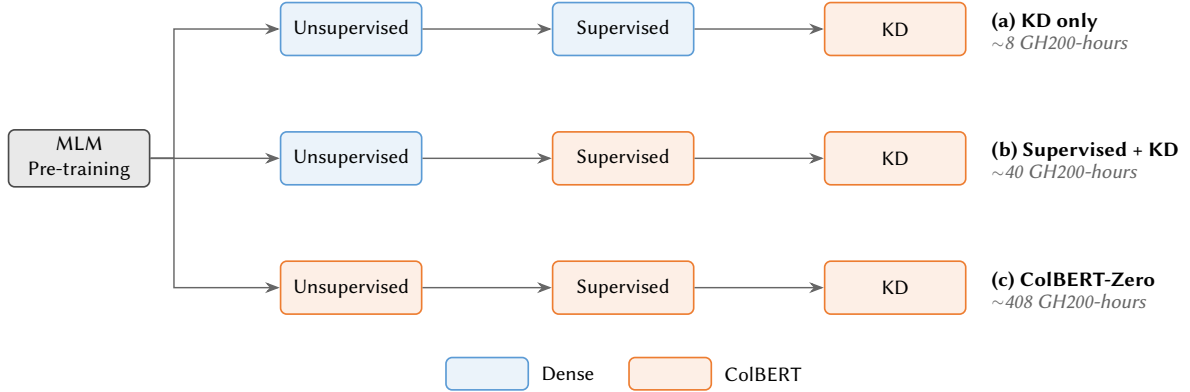 Unsupervised
Supervised
KD
(a) KD only
~8 GH200-hours
MLM
Pre-training
Unsupervised
Supervised
KD
(b) Supervised + KD
~40 GH200-hours
Unsupervised
Supervised
KD
(c) ColBERT-Zero
~408 GH200-hours
Dense
ColBERT